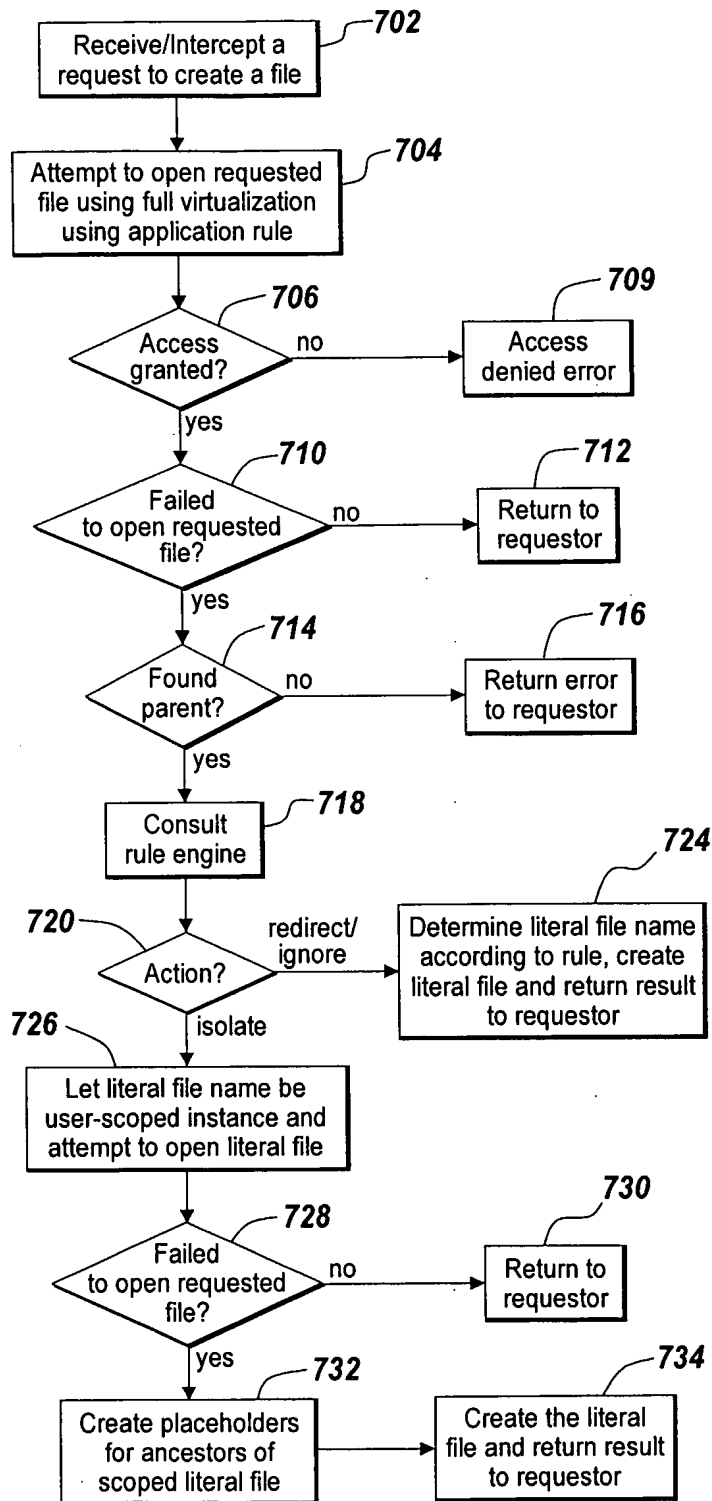 702
Receive/Intercept a
request to create a file
704
Attempt to open requested
file using full virtualization
using application rule
706
709
Access
granted?
no
Access
denied error
yes
710
712
Failed
to open requested
file?
no
Return to
requestor
yes
714
716
Found
parent?
no
Return error
to requestor
yes
718
Consult
rule engine
724
720
Action?
redirect/
ignore
Determine literal file name
according to rule, create
literal file and return result
to requestor
isolate
726
Let literal file name be
user-scoped instance and
attempt to open literal file
728
730
Failed
to open requested
file?
no
Return to
requestor
yes
732
734
Create placeholders
for ancestors of
scoped literal file
Create the literal
file and return result
to requestor